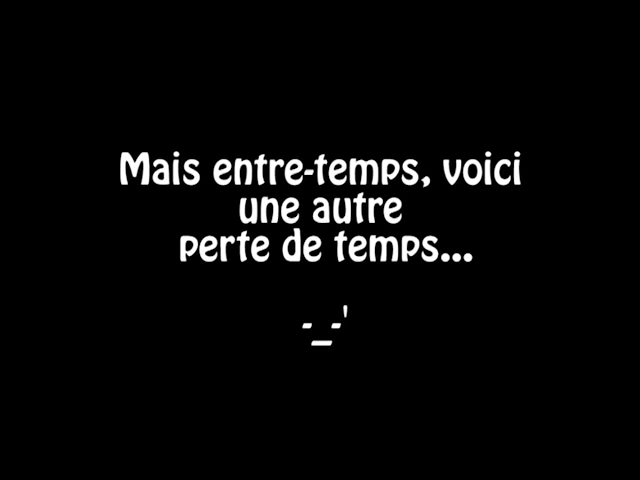 Mais entre-temps, voici
une autre
perte de temps...
-_-'